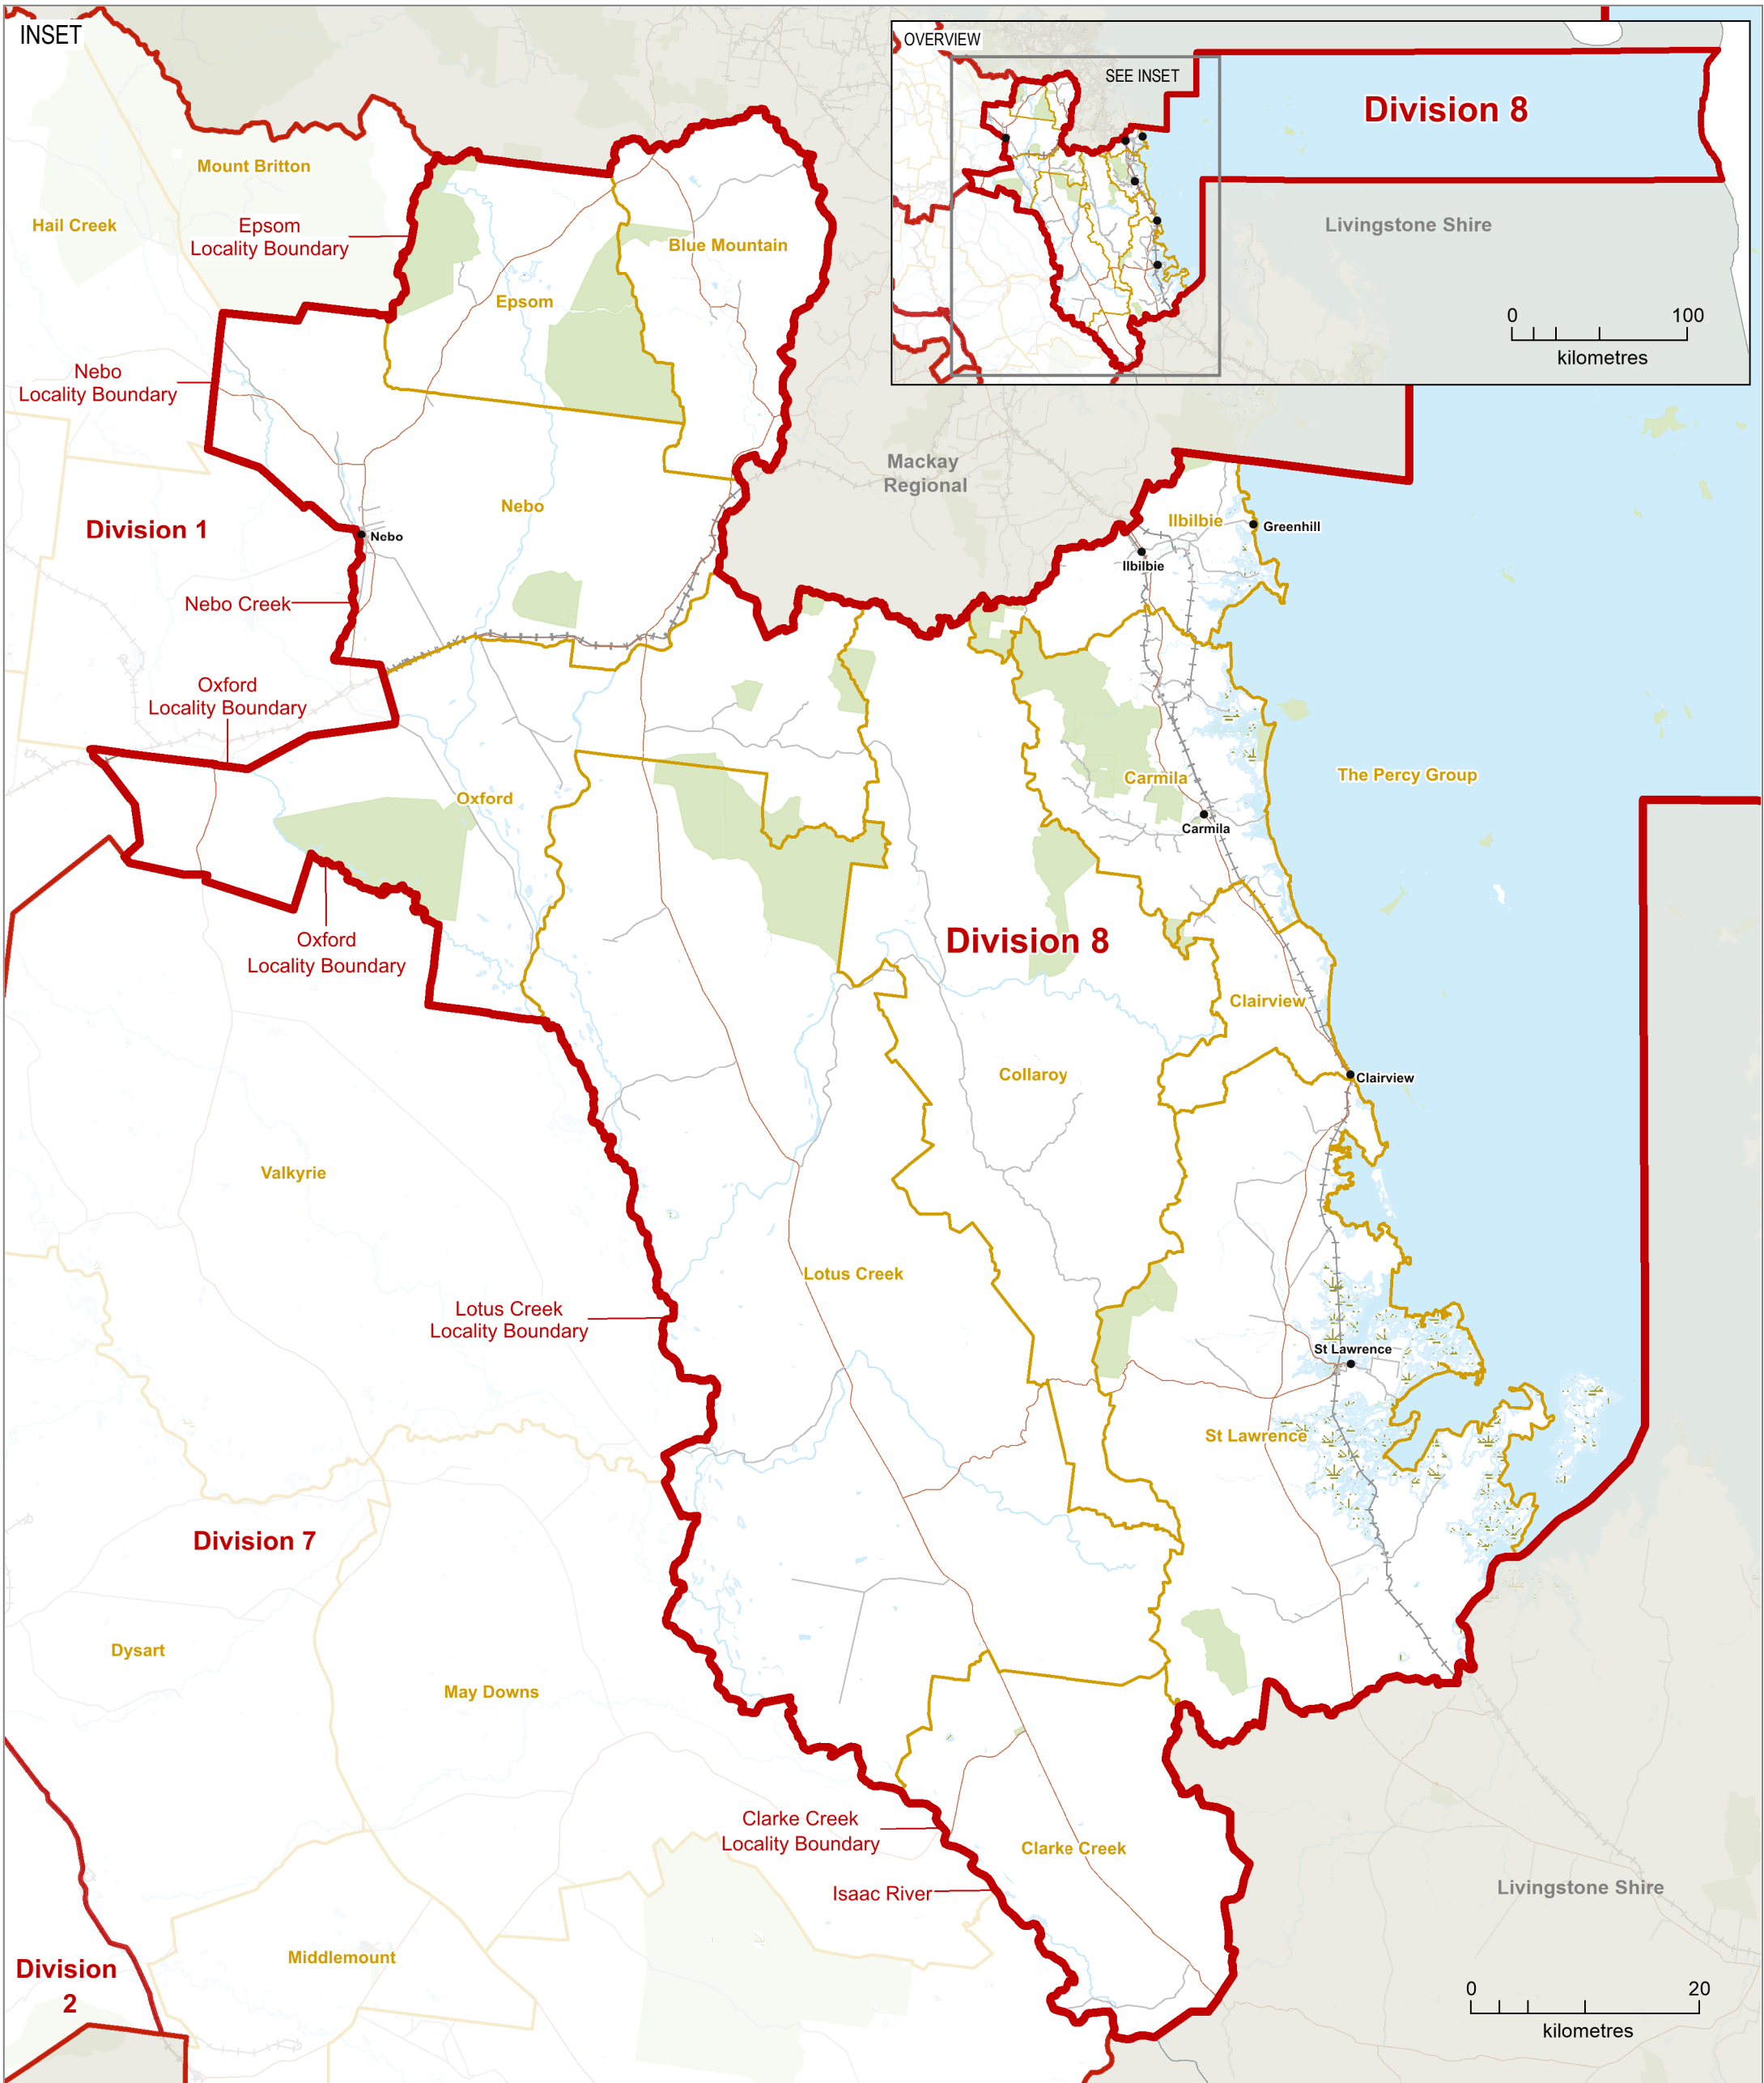 INSET
OVERVIEW
SEE INSET
Division 8
Livingstone Shire
0 100
kilometres
Mount Britton
Hail Creek
Epsom
Locality Boundary
Blue Mountain
Epsom
Nebo
Locality Boundary
Mackay
Regional
Nebo
Division 1
Nebo
Ilbilbie
Greenhill
Ilbilbie
Nebo Creek
Oxford
Locality Boundary
Oxford
Carmila
The Percy Group
Carmila
Oxford
Locality Boundary
Division 8
Clairview
Collaroy
Clairview
Valkyrie
Lotus Creek
Lotus Creek
Locality Boundary
St Lawrence
St Lawrence
Division 7
Dysart
May Downs
Clarke Creek
Locality Boundary
Clarke Creek
Isaac River
Livingstone Shire
Middlemount
Division
2
0 20
kilometres